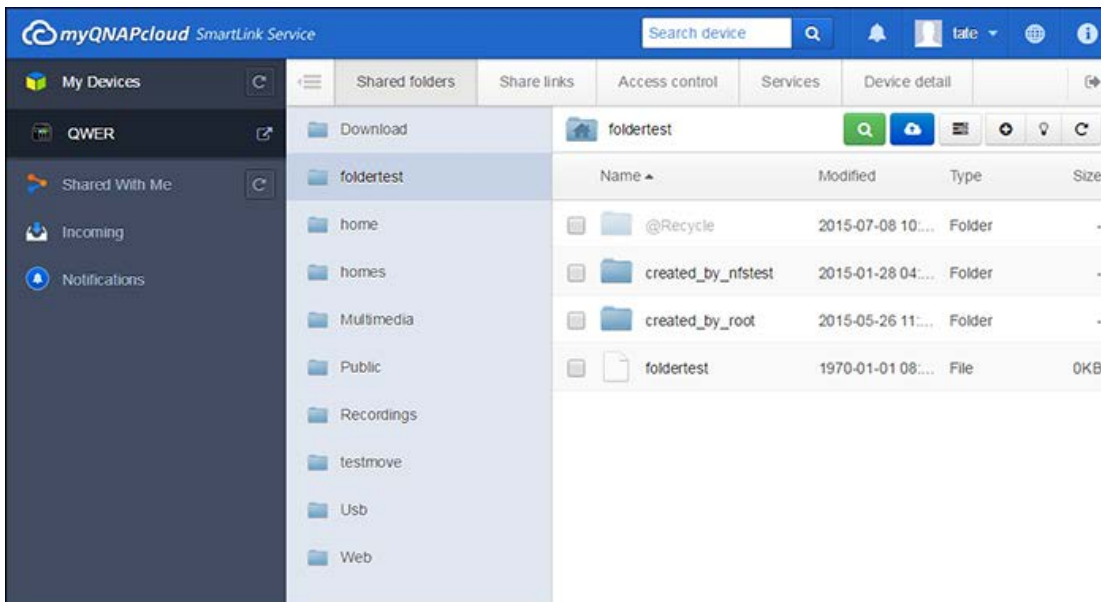 myQNAPcloud SmartLink Service
Search device
tate
My Devices
QWER
Shared With Me
Incoming
Notifications
Shared folders Share links Access control Services Device detail
Download
foldertest
home
homes
Multimedia
Public
Recordings
testmove
Usb
Web
foldertest
Name Modified Type Size
@Recycle 2015-07-08 10:... Folder -
created_by_nfstest 2015-01-28 04:... Folder -
created_by_root 2015-05-26 11:... Folder -
foldertest 1970-01-01 08:... File 0KB